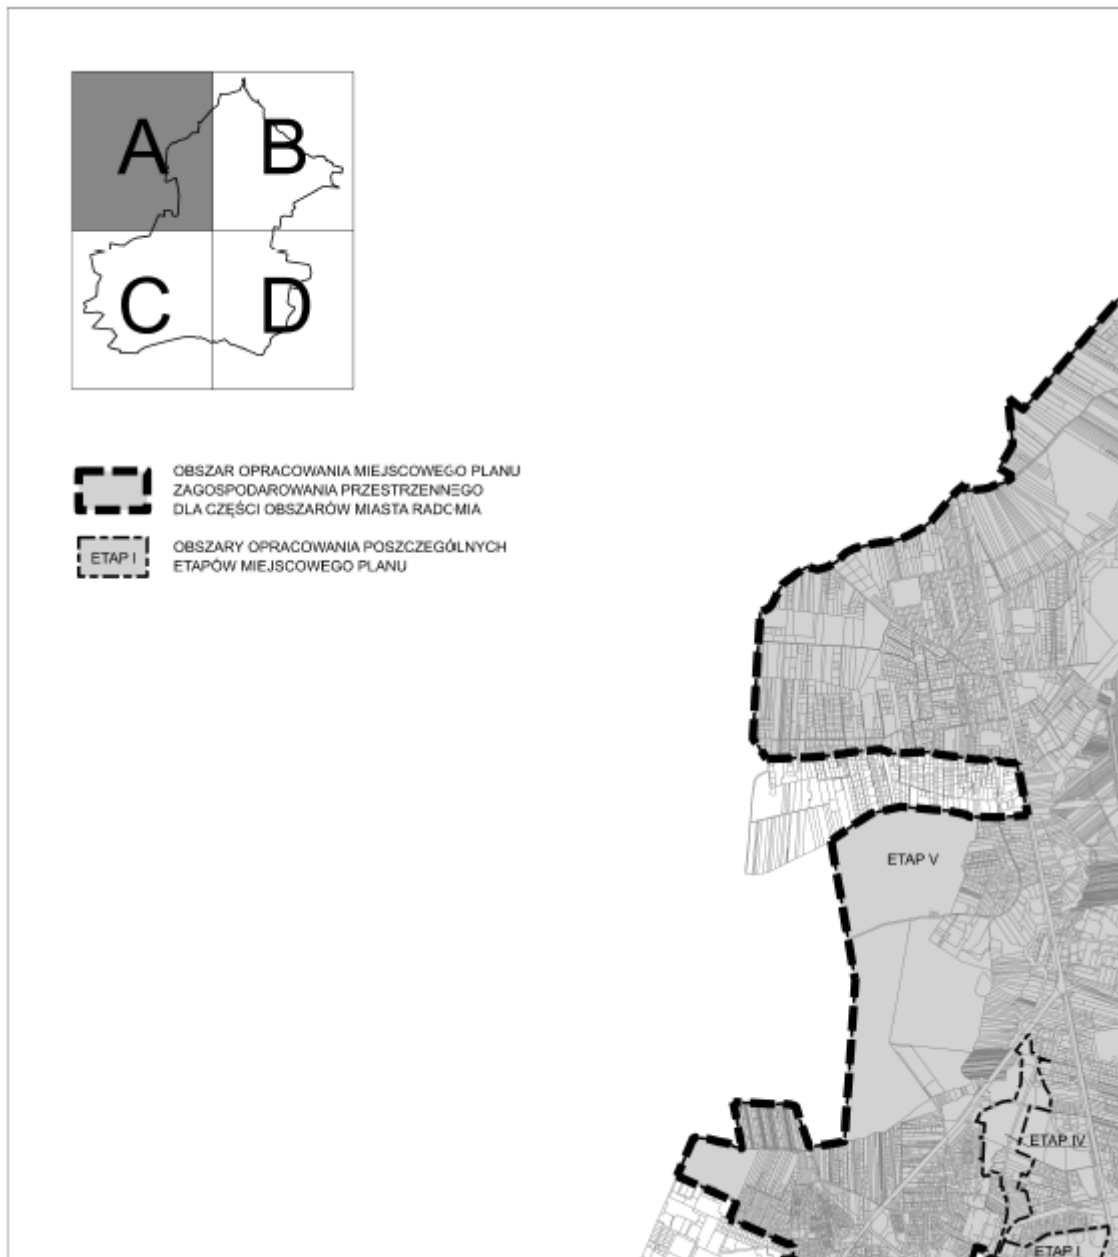 A
B
C
D
OBSZAR OPRACOWANIA MIEJSCOWEGO PLANU
ZAGOSPODAROWANIA PRZESTRZENNEGO
DLA CZĘŚCI OBSZARÓW MIASTA RADOMIA
ETAP I
OBSZARY OPRACOWANIA POSZCZEGÓLNYCH
ETAPÓW MIEJSCOWEGO PLANU
ETAP V
ETAP IV
ETAP I